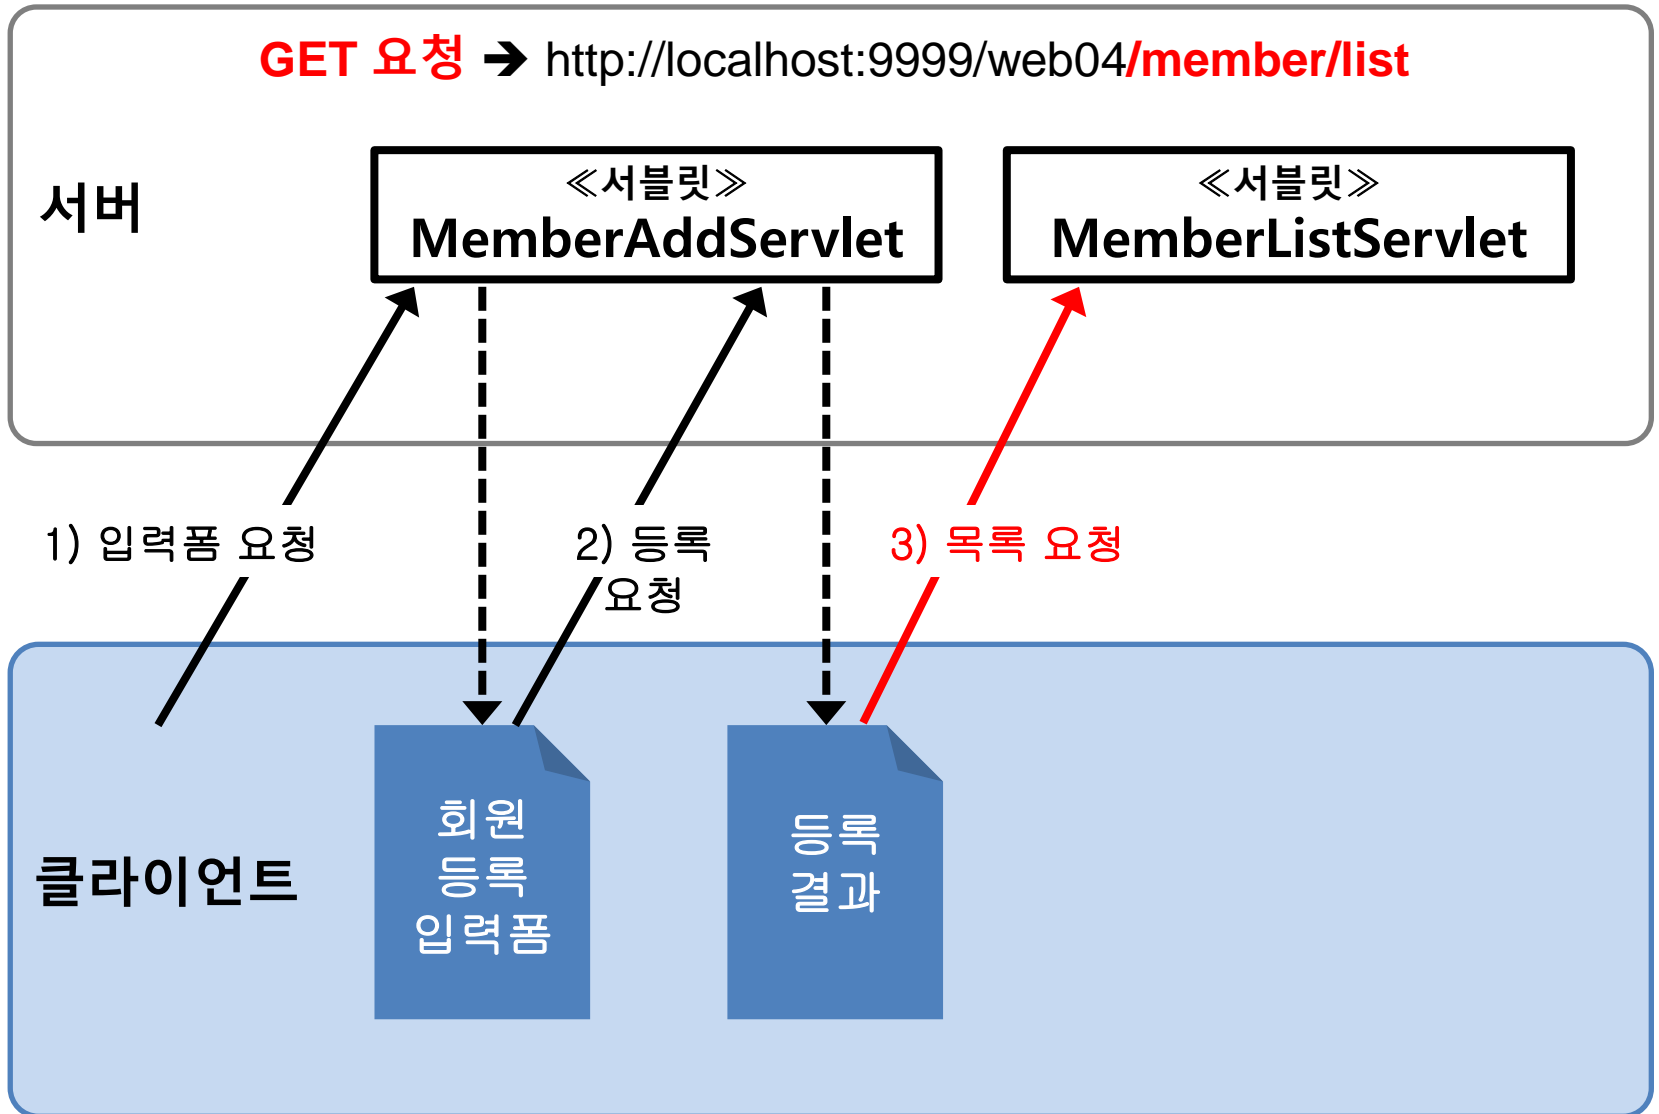 GET 요청 ➔ http://localhost:9999/web04/member/list
서버
≪서블릿≫
MemberAddServlet
≪서블릿≫
MemberListServlet
1) 입력폼 요청
2) 등록
요청
3) 목록 요청
클라이언트
회원
등록
입력폼
등록
결과